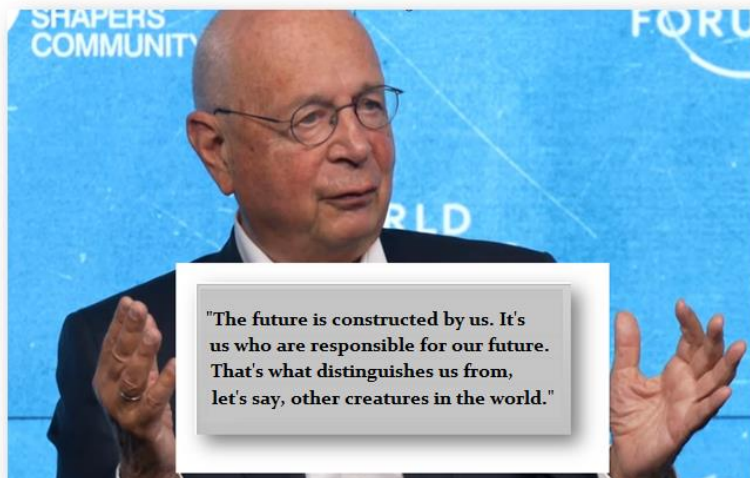 SHAPERS
COMMUNITY
RLD
"The future is constructed by us. It's
us who are responsible for our future.
That's what distinguishes us from,
let's say, other creatures in the world."